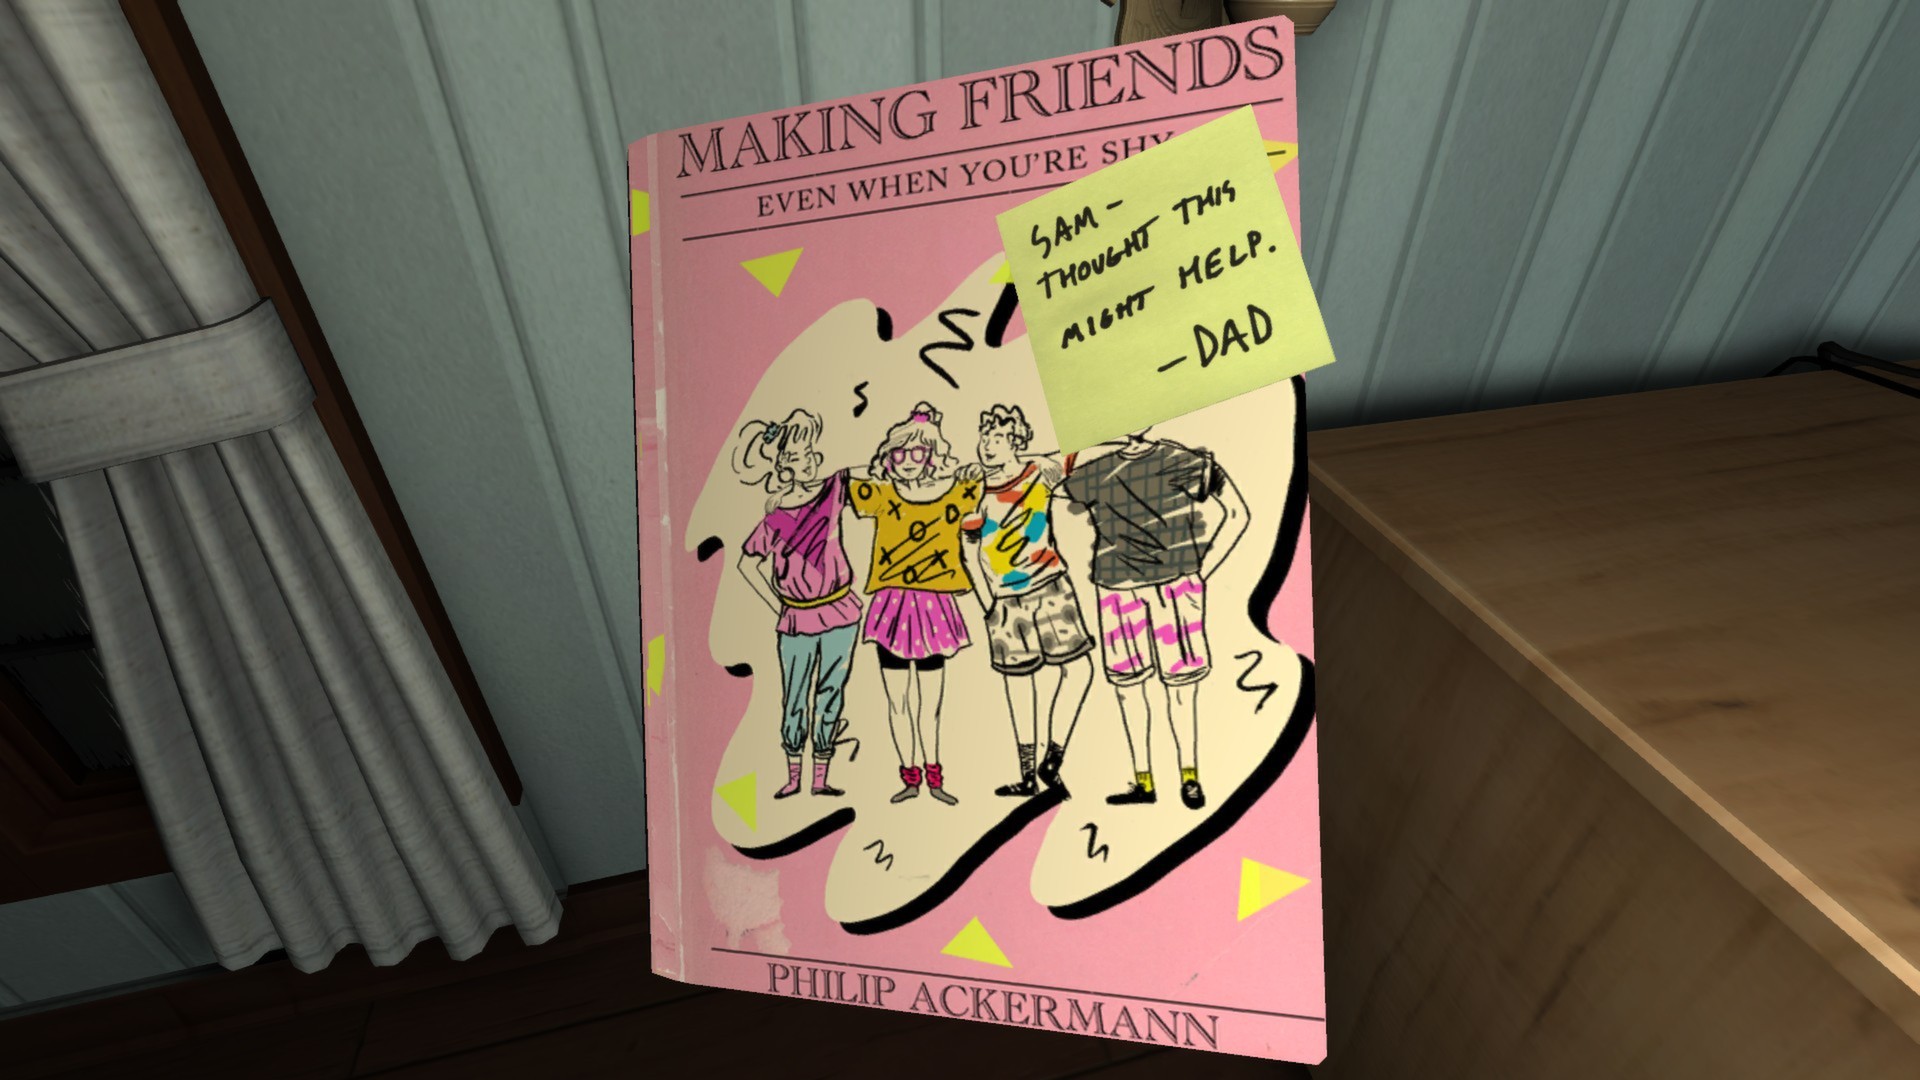 MAKING FRIENDS
EVEN WHEN YOU'RE SHY
SAM -
THOUGHT THIS
MIGHT HELP.
- DAD
PHILIP ACKERMANN